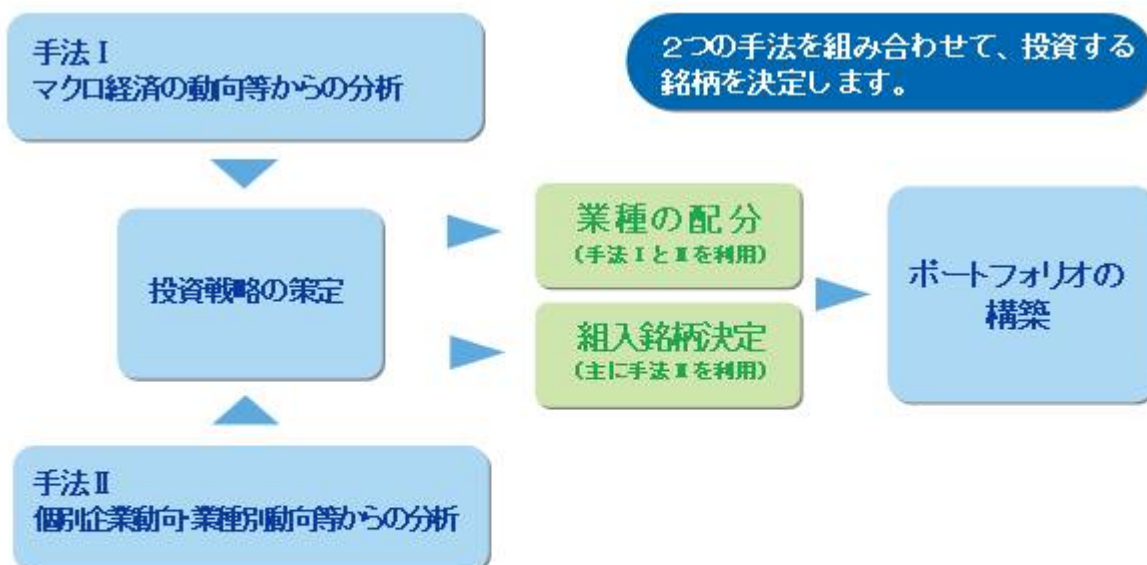 手法Ⅰ
マクロ経済の動向等からの分析
2つの手法を組み合わせて、投資する
銘柄を決定します。
投資戦略の策定
業種の配分
(手法ⅠとⅡを利用)
組入銘柄決定
(主に手法Ⅱを利用)
ポートフォリオの
構築
手法Ⅱ
個別企業動向・業種別動向等からの分析